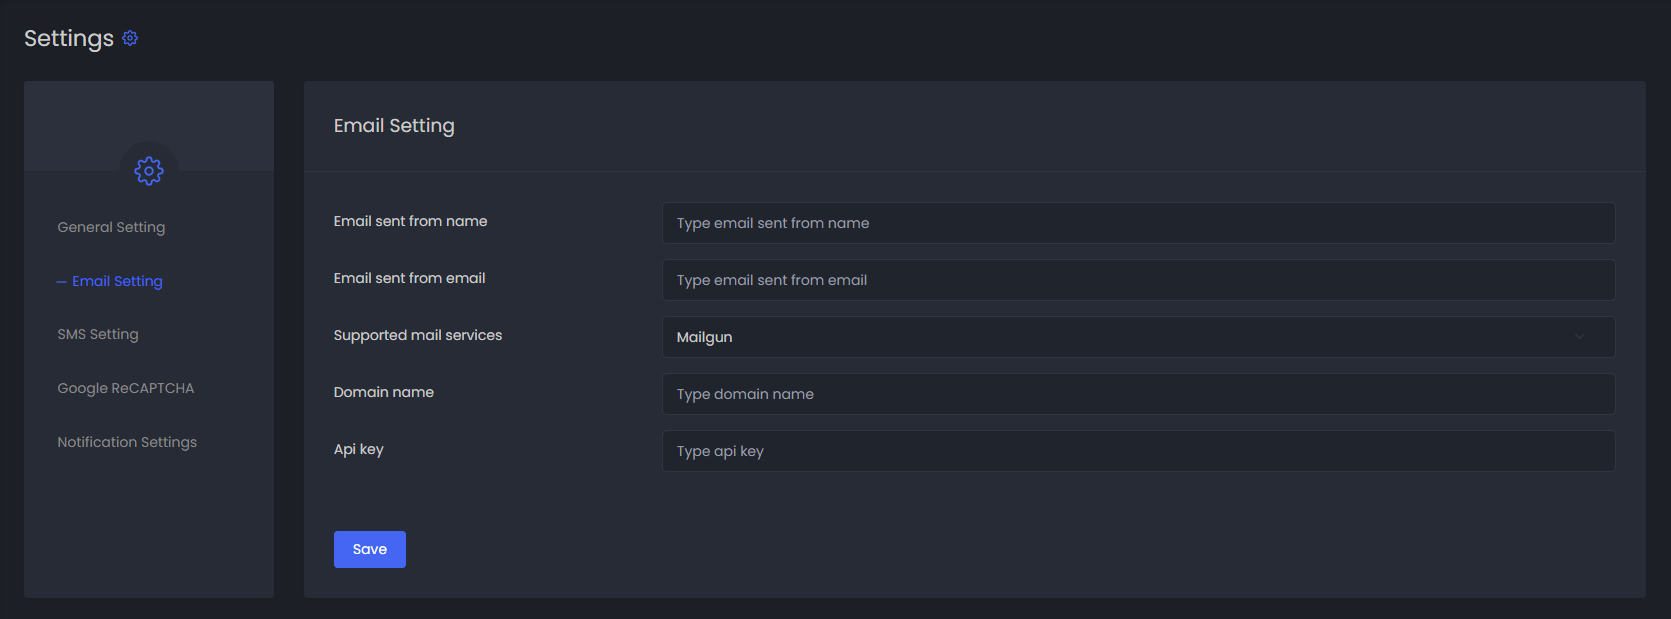 Settings
General Setting
— Email Setting
SMS Setting
Google ReCAPTCHA
Notification Settings
Email Setting
Email sent from name
Type email sent from name
Email sent from email
Type email sent from email
Supported mail services
Mailgun
Domain name
Type domain name
Api key
Type api key
Save